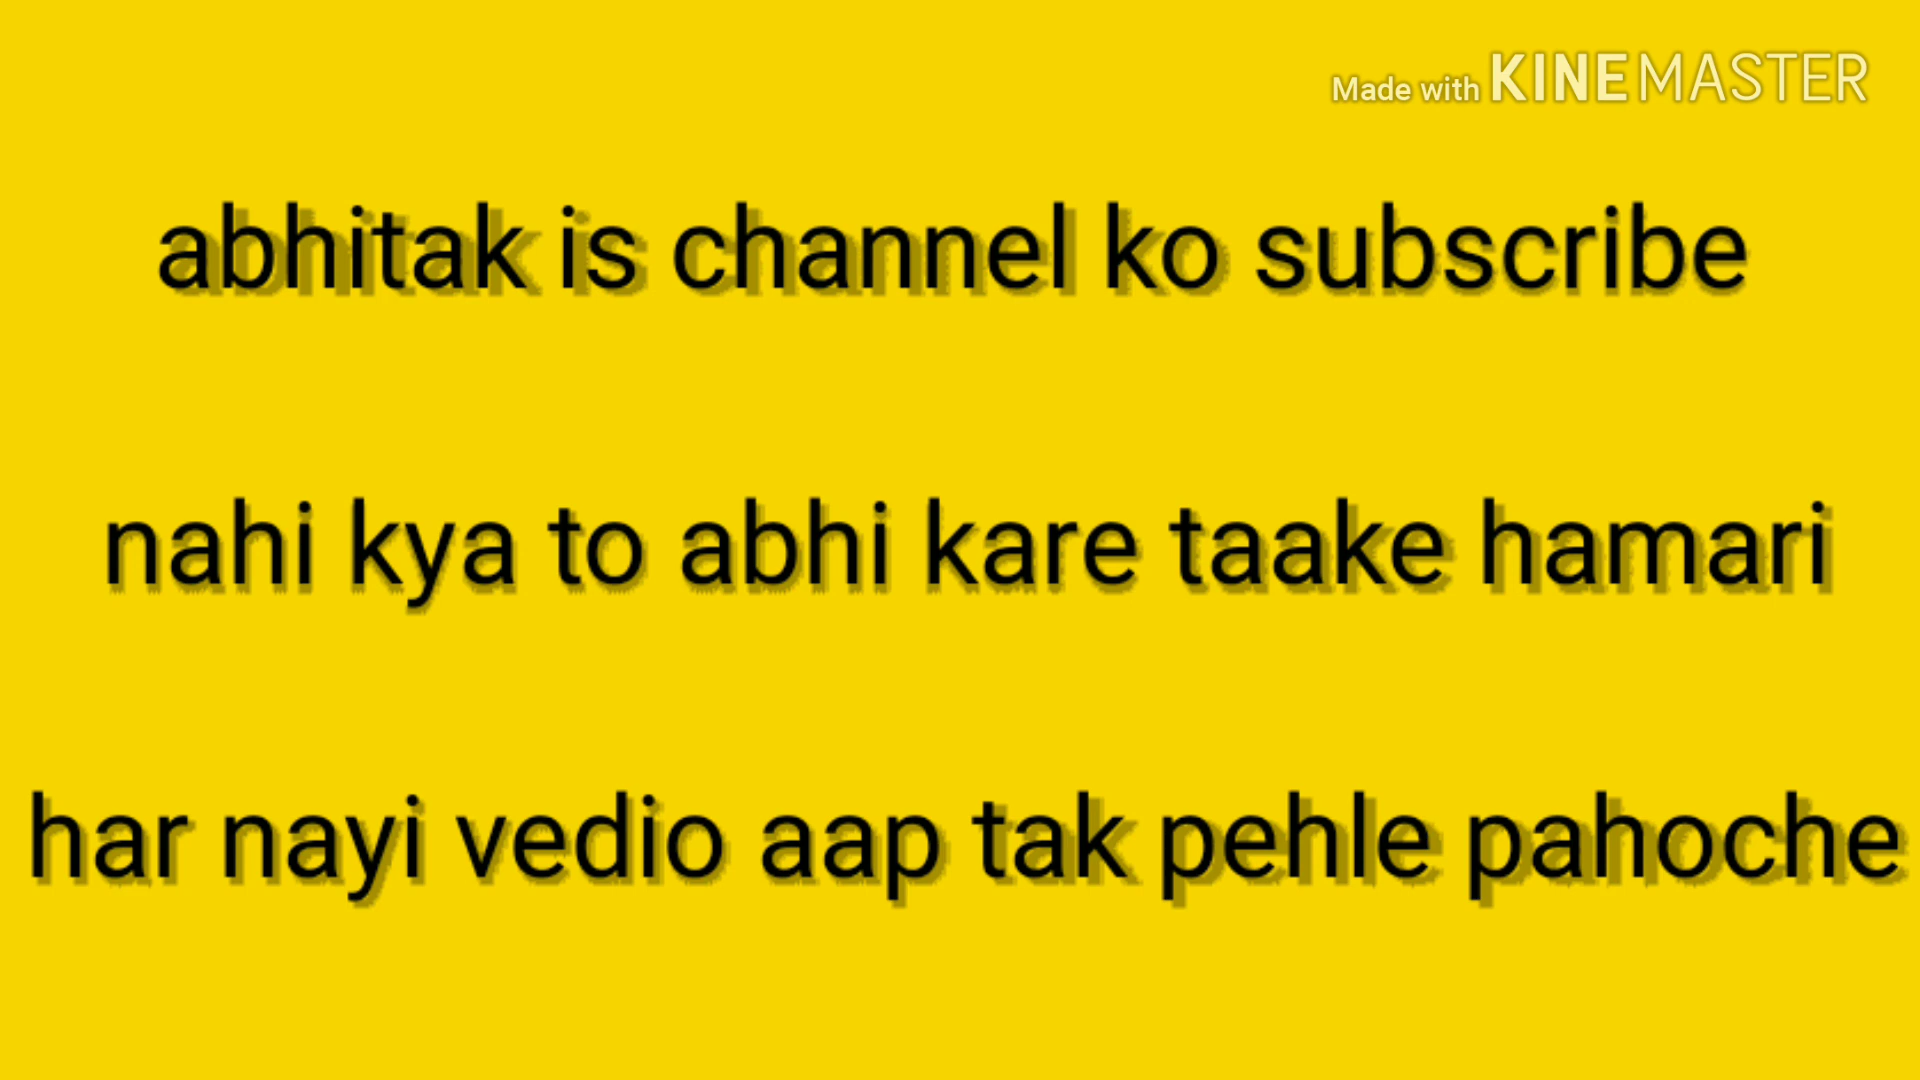 Made with KINEMASTER
abhitak is channel ko subscribe
nahi kya to abhi kare taake hamari
har nayi vedio aap tak pehle pahoche